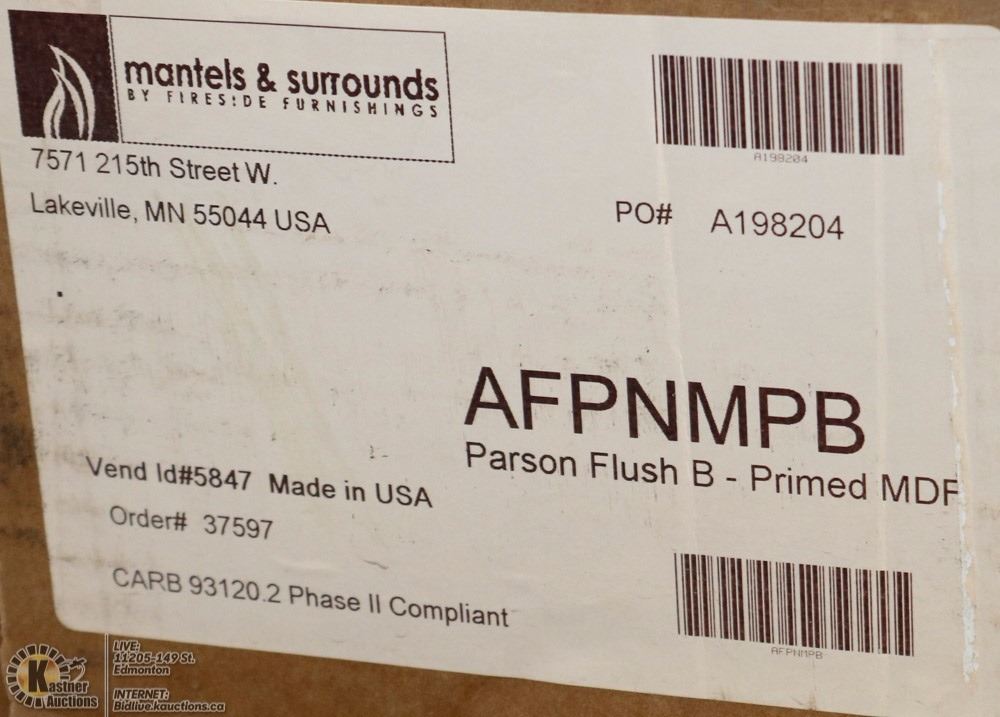 mantels & surrounds
BY FIRESIDE FURNISHINGS
7571 215th Street W.
Lakeville, MN 55044 USA
A198204
PO# A198204
AFPNMPB
Parson Flush B - Primed MDF
Vend Id#5847 Made in USA
Order# 37597
CARB 93120.2 Phase II Compliant
AFPNMPB
Kastner
Auctions
LIVE:
11205-149 St.
Edmonton
INTERNET:
Bidlive.kauctions.ca